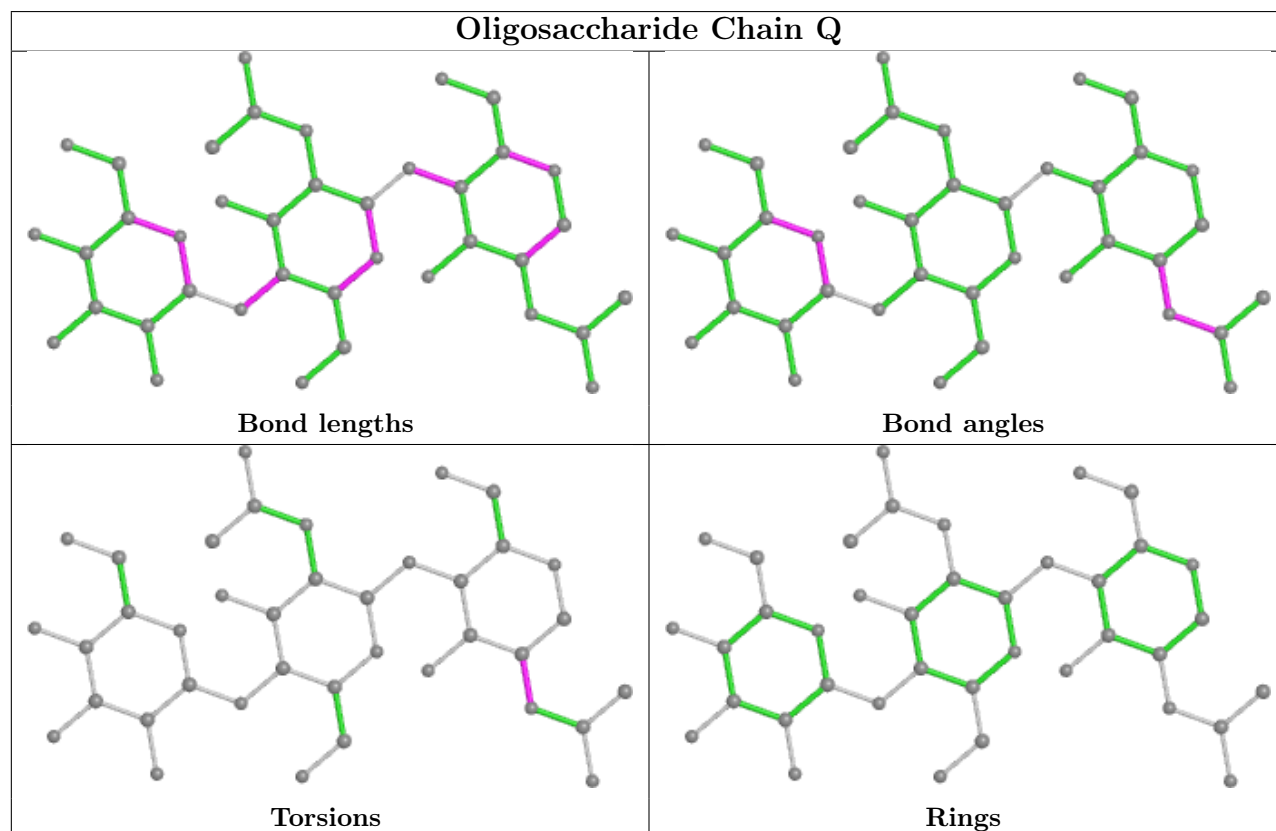 Oligosaccharide Chain Q
Bond lengths
Bond angles
Torsions
Rings